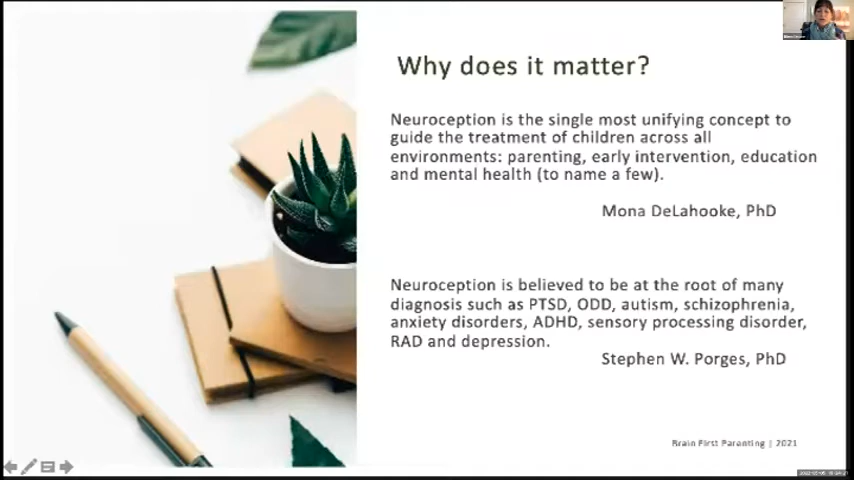 Why does it matter?
Neuroception is the single most unifying concept to
guide the treatment of children across all
environments: parenting, early intervention, education
and mental health (to name a few).
Mona DeLahooke, PhD
Neuroception is believed to be at the root of many
diagnosis such as PTSD, ODD, autism, schizophrenia,
anxiety disorders, ADHD, sensory processing disorder,
RAD and depression.
Stephen W. Porges, PhD
Brain First Parenting | 2021